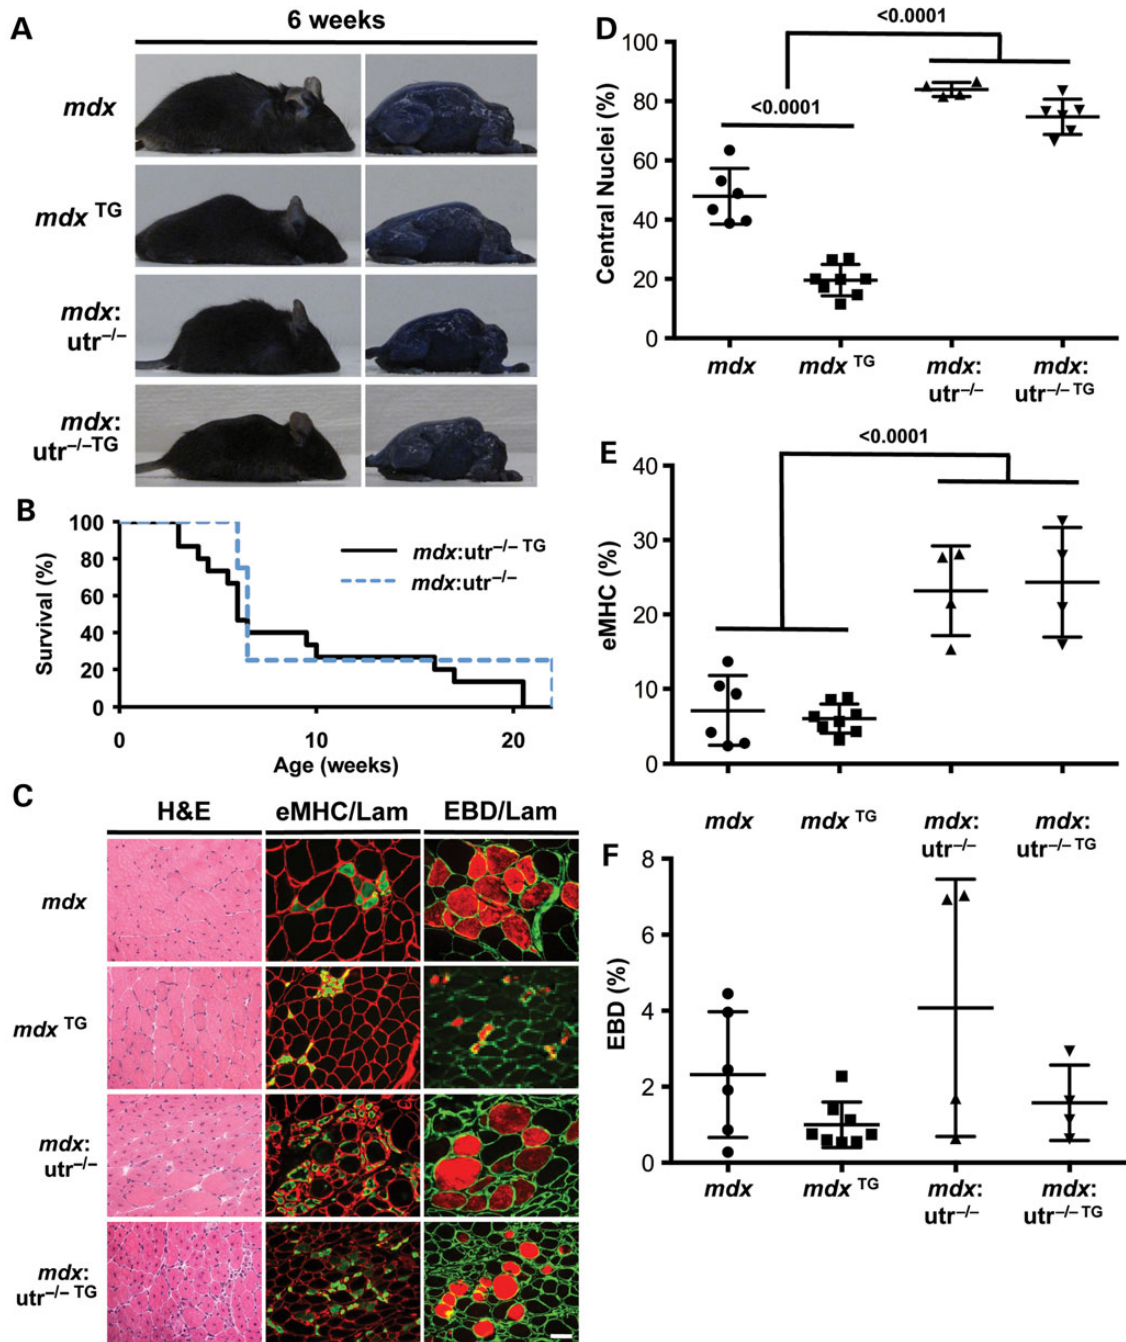 A
6 weeks
mdx
mdx TG
mdx:
utr–/–
mdx:
utr–/–TG
B
Survival (%)
100
80
60
40
20
0
mdx:utr–/– TG
mdx:utr–/–
0
10
20
Age (weeks)
C
H&E
eMHC/Lam
EBD/Lam
mdx
mdx TG
mdx:
utr–/–
mdx:
utr–/– TG
D
<0.0001
<0.0001
Central Nuclei (%)
100
80
60
40
20
0
mdx
mdx TG
mdx:
utr–/–
mdx:
utr–/– TG
E
<0.0001
eMHC (%)
40
30
20
10
0
mdx
mdx TG
mdx:
utr–/–
mdx:
utr–/– TG
F
EBD (%)
8
6
4
2
0
mdx
mdx TG
mdx:
utr–/–
mdx:
utr–/– TG